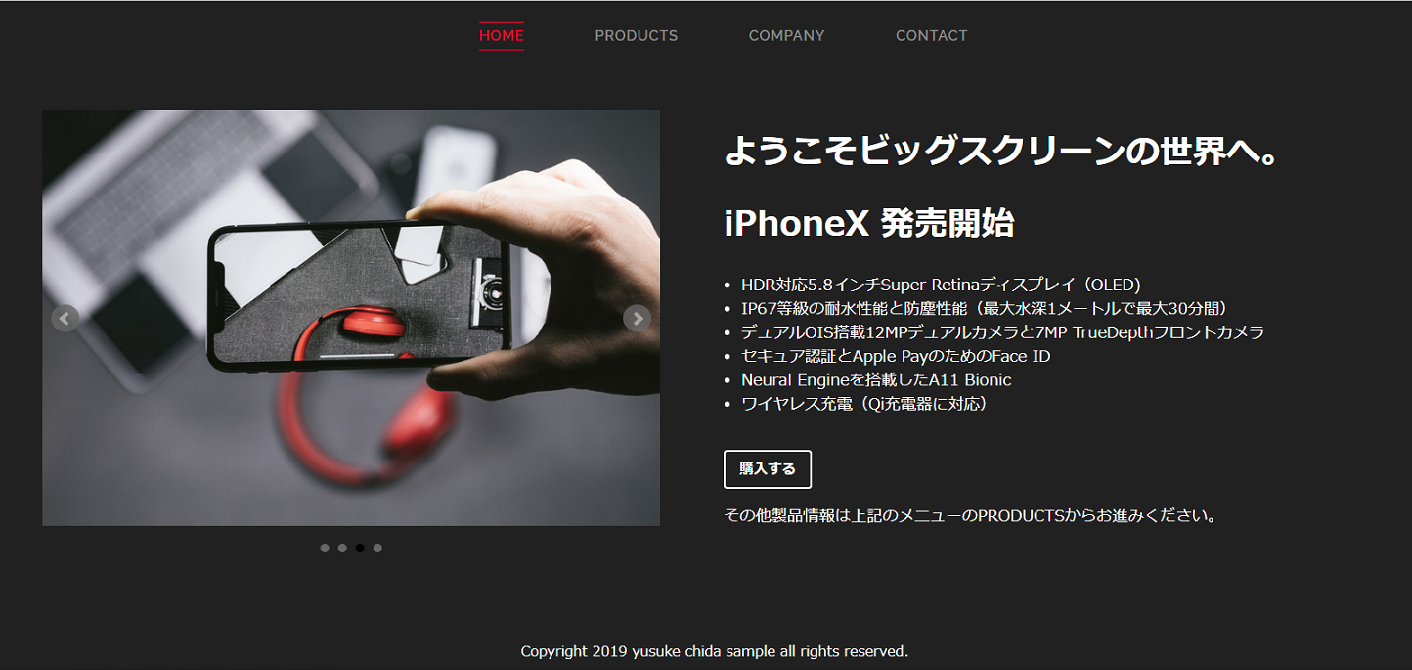 HOME PRODUCTS COMPANY CONTACT
ようこそビッグスクリーンの世界へ。
iPhoneX 発売開始
• HDR対応5.8インチSuper Retinaディスプレイ（OLED)
• IP67等級の耐水性能と防塵性能（最大水深1メートルで最大30分間）
• デュアルOIS搭載12MPデュアルカメラと7MP TrueDepthフロントカメラ
• セキュア認証とApple PayのためのFace ID
• Neural Engineを搭載したA11 Bionic
• ワイヤレス充電（Qi充電器に対応）
購入する
その他製品情報は上記のメニューのPRODUCTSからお進みください。
Copyright 2019 yusuke chida sample all rights reserved.